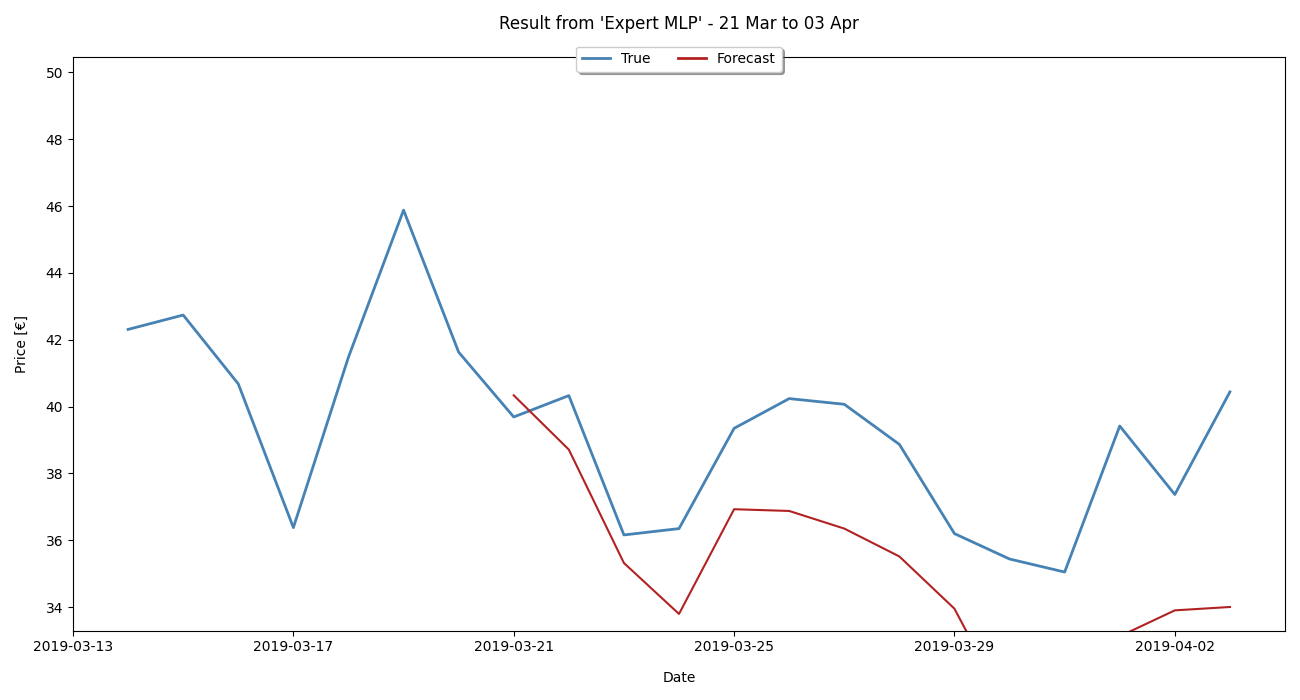 Result from 'Expert MLP' - 21 Mar to 03 Apr
True Forecast
50
48
46
44
42
40
38
36
34
Price [€]
2019-03-13 2019-03-17 2019-03-21 2019-03-25 2019-03-29 2019-04-02
Date